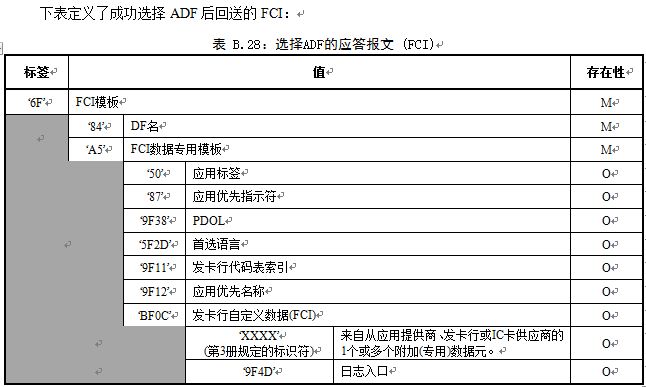 下表定义了成功选择 ADF 后回送的 FCI：
表 B.28：选择ADF的应答报文 (FCI)
标签 值 存在性
‘6F’ FCI模板 M
‘84’ DF名 M
‘A5’ FCI数据专用模板 M
‘50’ 应用标签 O
‘87’ 应用优先指示符 O
‘9F38’ PDOL O
‘5F2D’ 首选语言 O
‘9F11’ 发卡行代码表索引 O
‘9F12’ 应用优先名称 O
‘BF0C’ 发卡行自定义数据(FCI) O
‘XXXX’ 来自从应用提供商、发卡行或IC卡供应商的
(第3册规定的标识符) 1个或多个附加(专用)数据元。 O
‘9F4D’ 日志入口 O